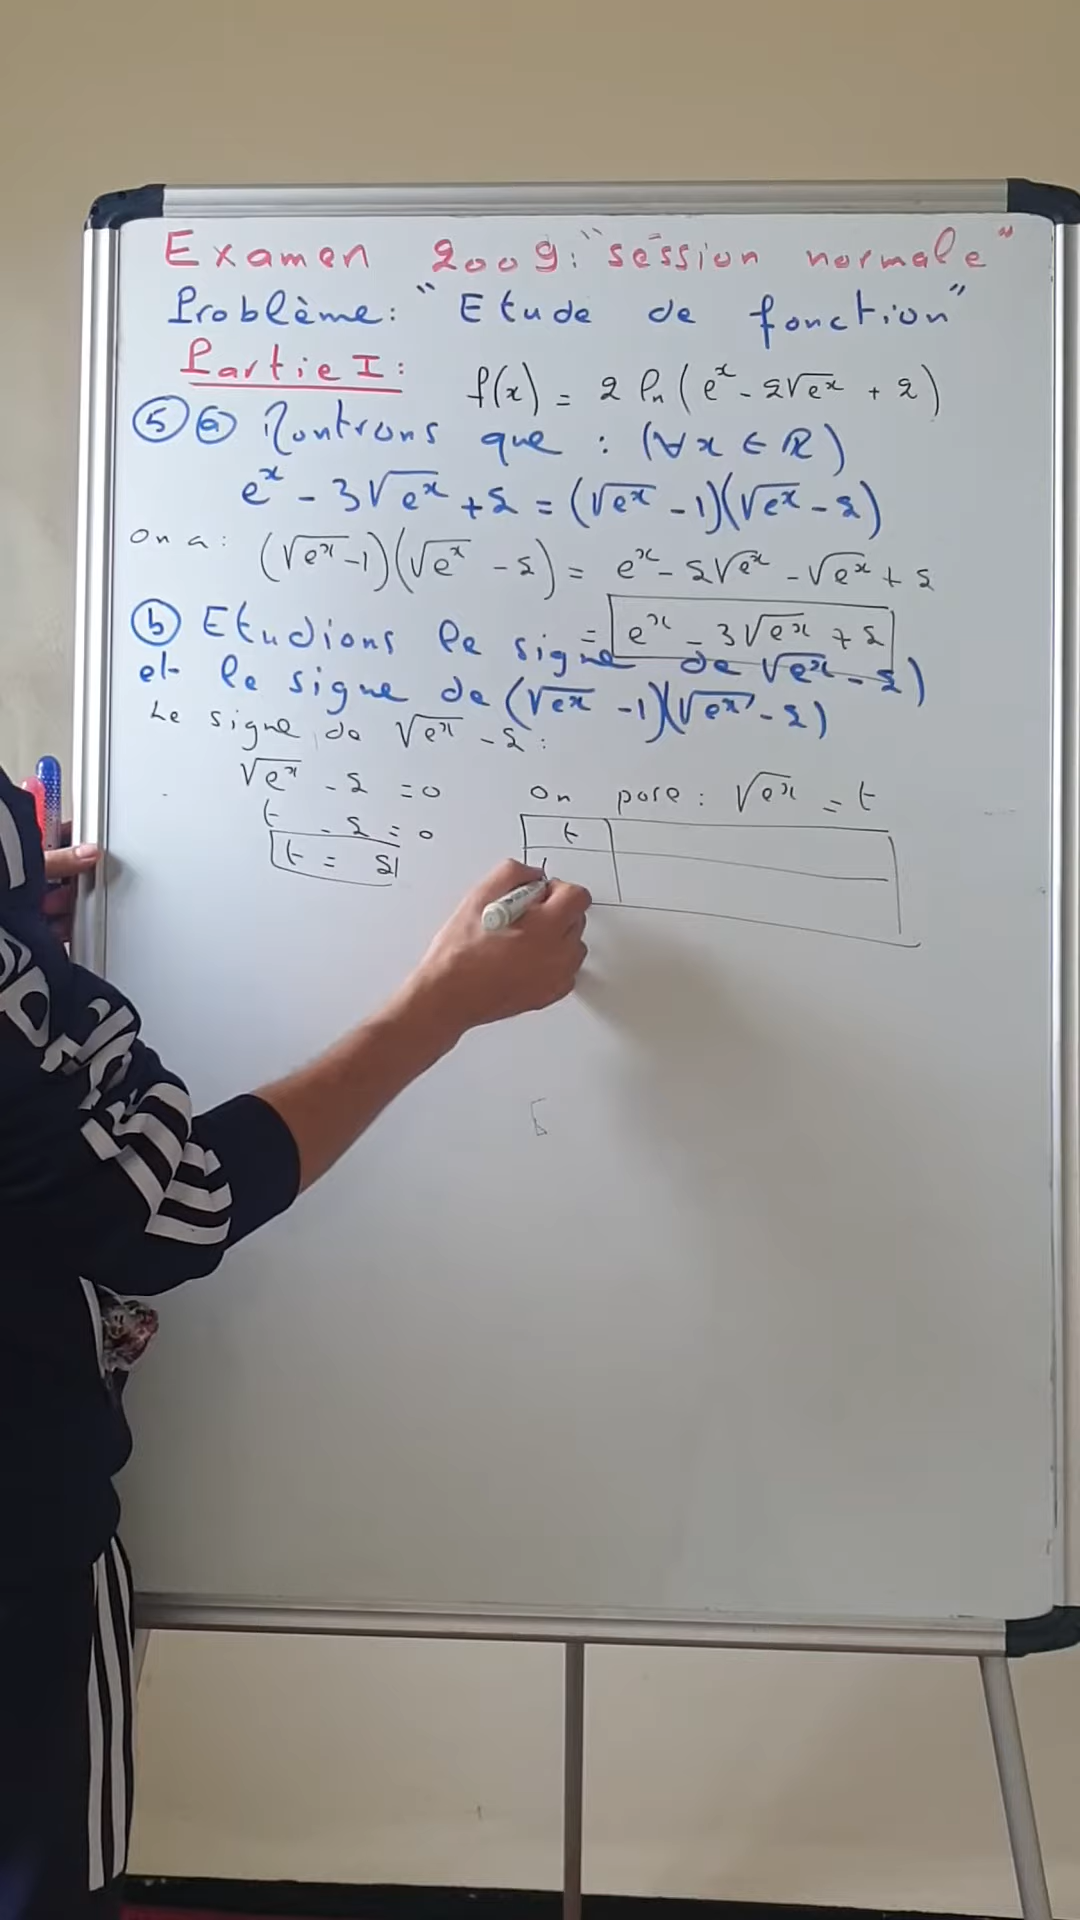 Examen 2009: "session normale"
Problème: "Etude de fonction"
Partie I:
f(x) = 2 ln(e^x - 2√e^x + 2)
5 a Montrons que : (∀x ∈ ℝ)
e^x - 3√e^x + 2 = (√e^x - 1)(√e^x - 2)
on a: (√e^x - 1)(√e^x - 2) = e^x - 2√e^x - √e^x + 2
= e^x - 3√e^x + 2
b Etudions le signe de √e^x - 2)
et le signe de (√e^x - 1)(√e^x - 2)
Le signe de √e^x - 2 :
√e^x - 2 = 0 on pose : √e^x = t
t - 2 = 0
t = 2
t